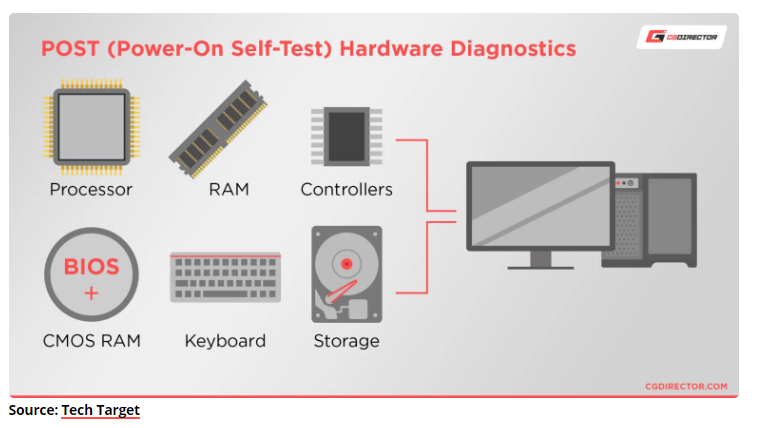 POST (Power-On Self-Test) Hardware Diagnostics
CGDIRECTOR
Processor
RAM
Controllers
BIOS
+
CMOS RAM
Keyboard
Storage
CGDIRECTOR.COM
Source: Tech Target